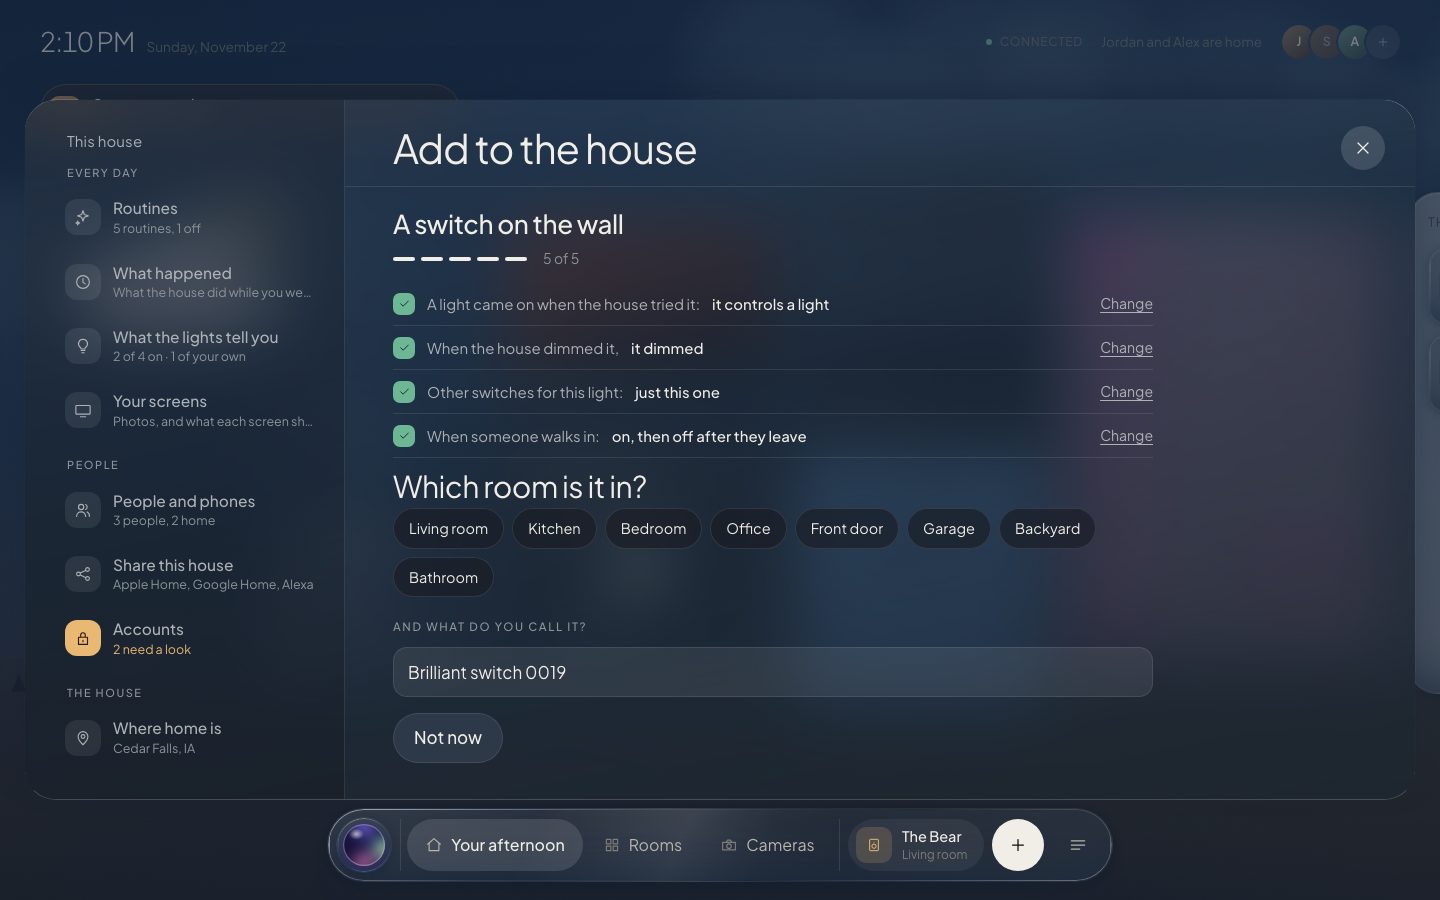 2:10 PM Sunday, November 22
CONNECTED Jordan and Alex are home J S A +
This house
EVERY DAY
Routines
5 routines, 1 off
What happened
What the house did while you we...
What the lights tell you
2 of 4 on · 1 of your own
Your screens
Photos, and what each screen sh...
PEOPLE
People and phones
3 people, 2 home
Share this house
Apple Home, Google Home, Alexa
Accounts
2 need a look
THE HOUSE
Where home is
Cedar Falls, IA
Add to the house
A switch on the wall
5 of 5
A light came on when the house tried it: it controls a light Change
When the house dimmed it, it dimmed Change
Other switches for this light: just this one Change
When someone walks in: on, then off after they leave Change
Which room is it in?
Living room Kitchen Bedroom Office Front door Garage Backyard
Bathroom
AND WHAT DO YOU CALL IT?
Brilliant switch 0019
Not now
Your afternoon Rooms Cameras
The Bear
Living room